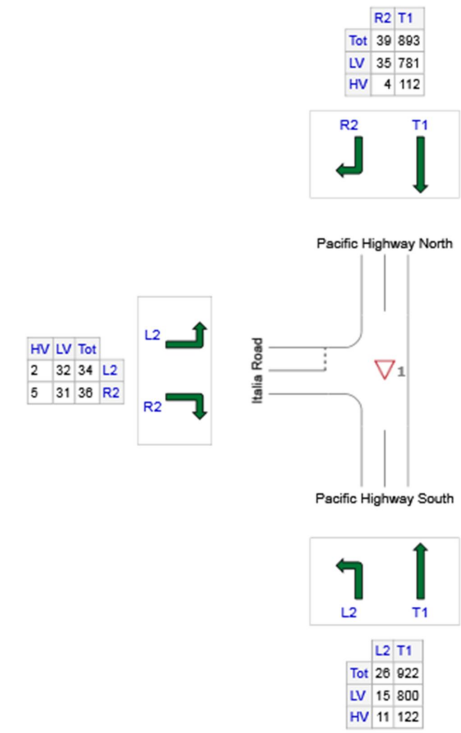 R2 T1
Tot 39 893
LV 35 781
HV 4 112
R2 T1
Pacific Highway North
L2
R2
HV LV Tot
2 32 34 L2
5 31 36 R2
Italia Road
1
Pacific Highway South
L2 T1
L2 T1
Tot 26 922
LV 15 800
HV 11 122